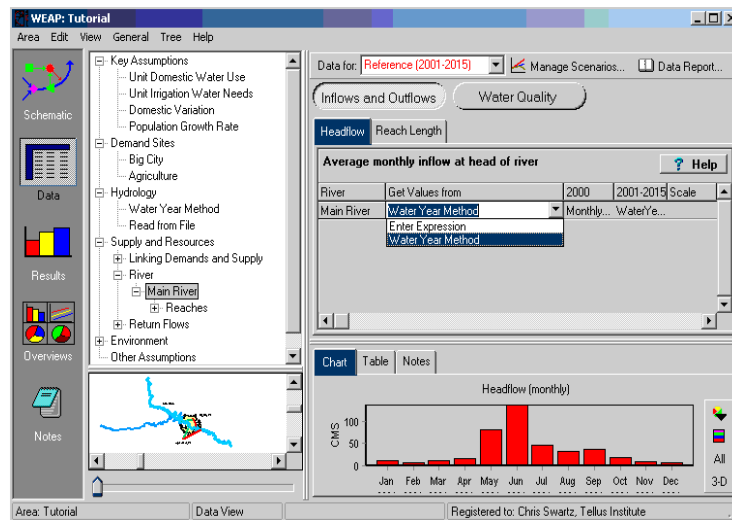 WEAP: Tutorial
Area Edit View General Tree Help
Schematic
Data
Results
Overviews
Notes
Key Assumptions
Unit Domestic Water Use
Unit Irrigation Water Needs
Domestic Variation
Population Growth Rate
Demand Sites
Big City
Agriculture
Hydrology
Water Year Method
Read from File
Supply and Resources
Linking Demands and Supply
River
Main River
Reaches
Return Flows
Environment
Other Assumptions
Data for: Reference (2001-2015) Manage Scenarios... Data Report...
Inflows and Outflows Water Quality
Headflow Reach Length
Average monthly inflow at head of river ? Help
River Get Values from 2000 2001-2015 Scale
Main River Water Year Method Monthly... WaterYe...
Enter Expression
Water Year Method
Chart Table Notes
Headflow (monthly)
CMS
100
50
0
Jan Feb Mar Apr May Jun Jul Aug Sep Oct Nov Dec
All
3-D
Area: Tutorial Data View Registered to: Chris Swartz, Tellus Institute